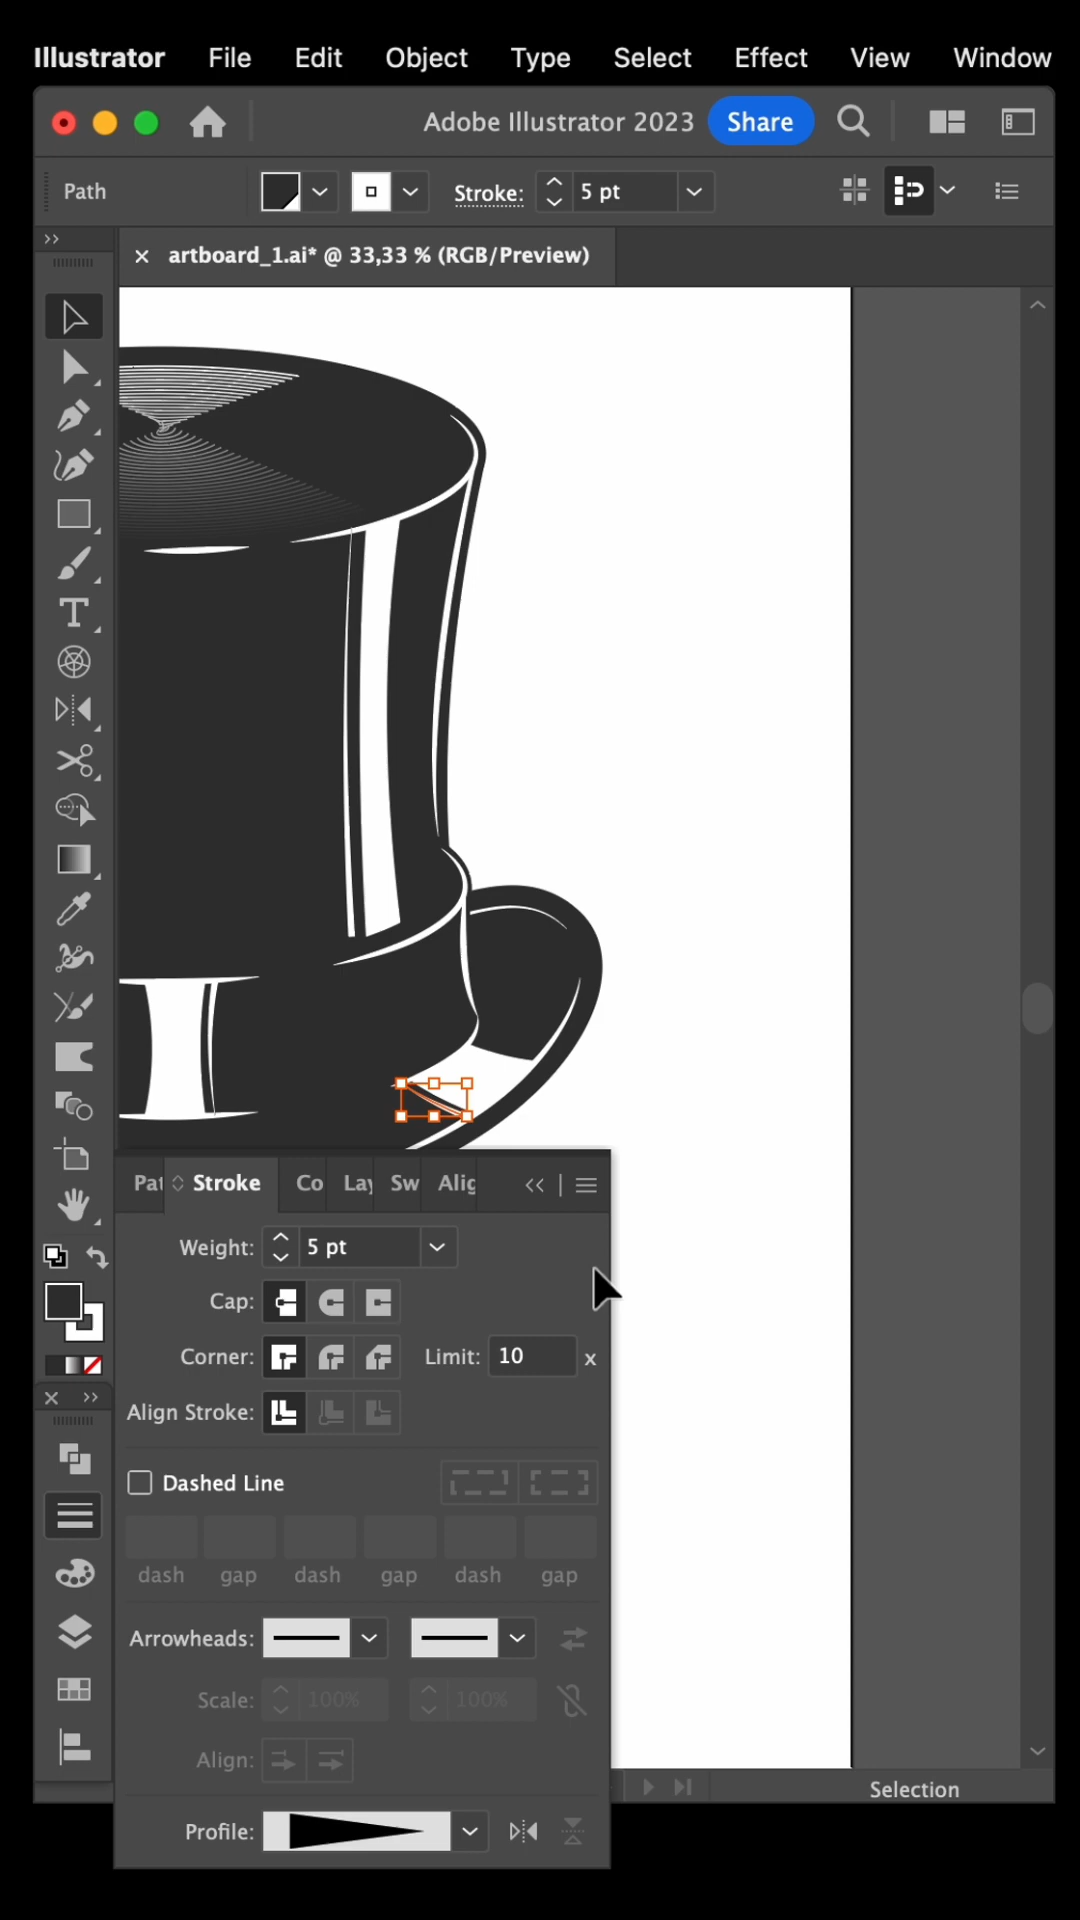 Illustrator File Edit Object Type Select Effect View Window
Adobe Illustrator 2023 Share
Path Stroke: 5 pt
artboard_1.ai* @ 33,33 % (RGB/Preview)
Pat Stroke Co Lay Sw Alig
Weight: 5 pt
Cap:
Corner: Limit: 10 x
Align Stroke:
Dashed Line
dash gap dash gap dash gap
Arrowheads:
Scale: 100% 100%
Align:
Selection
Profile: